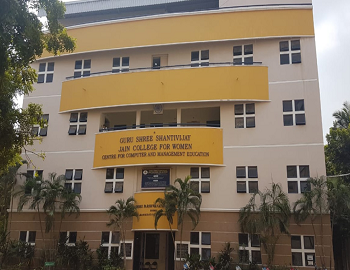 GURU SHREE SHANTIVIJAI
JAIN COLLEGE FOR WOMEN
CENTRE FOR COMPUTER AND MANAGEMENT EDUCATION